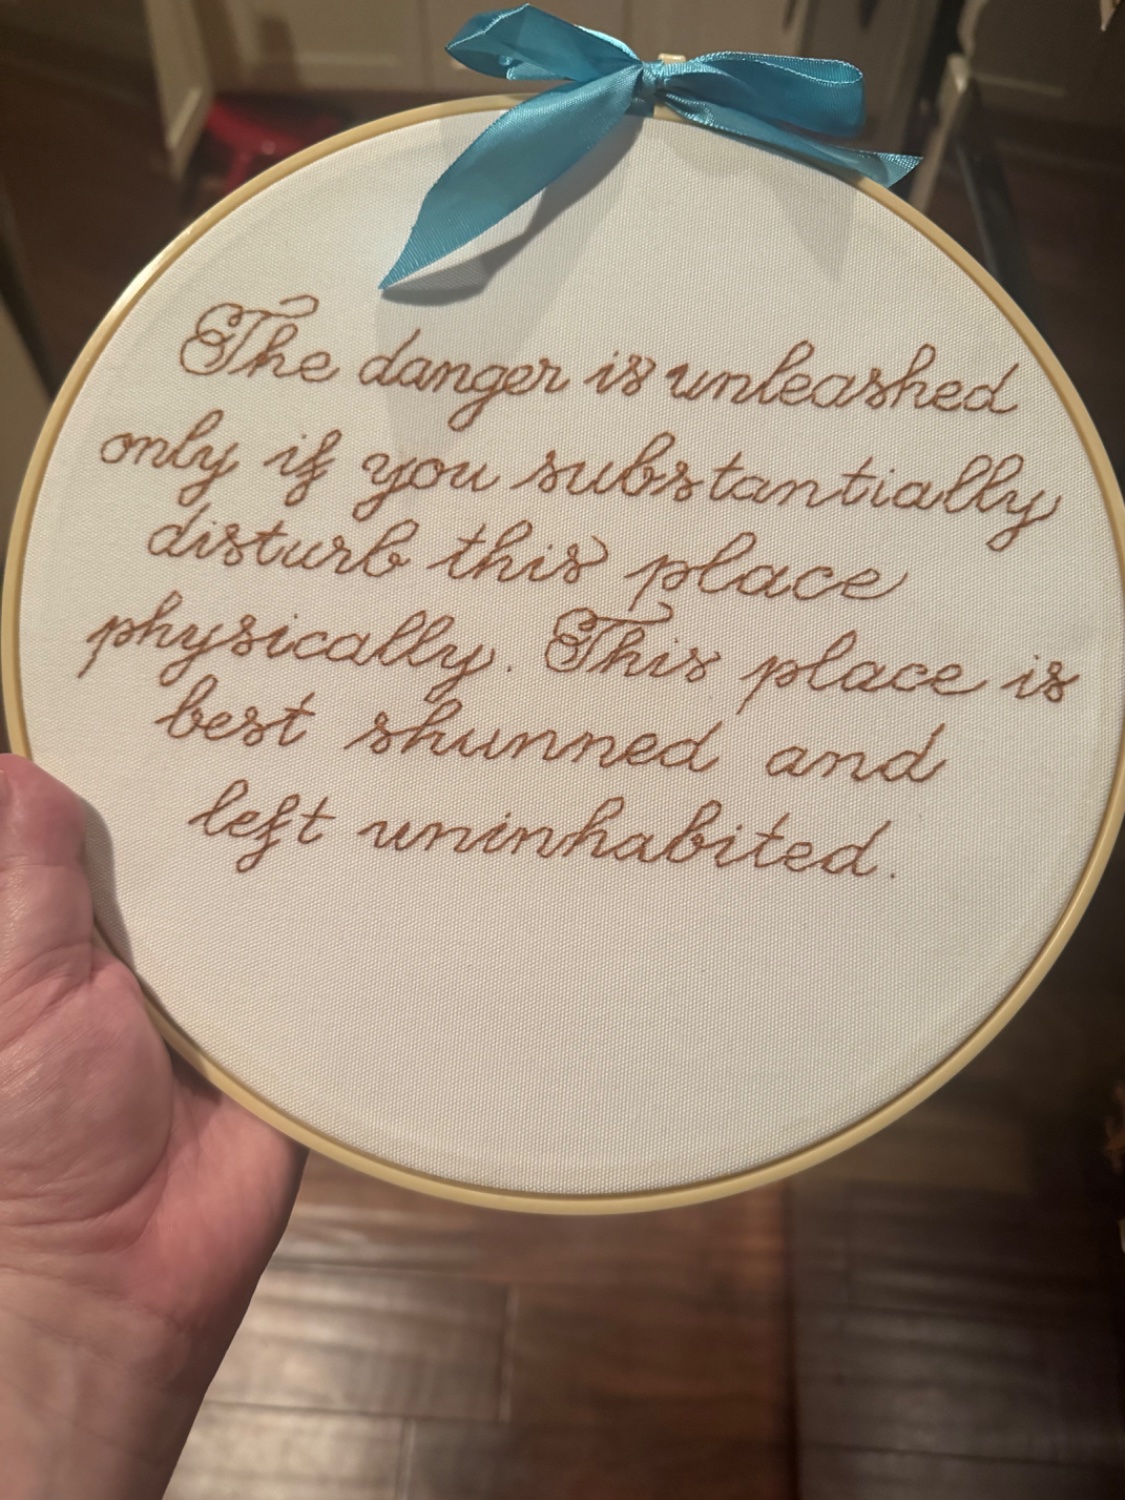 The danger is unleashed
only if you substantially
disturb this place
physically. This place is
best shunned and
left uninhabited.